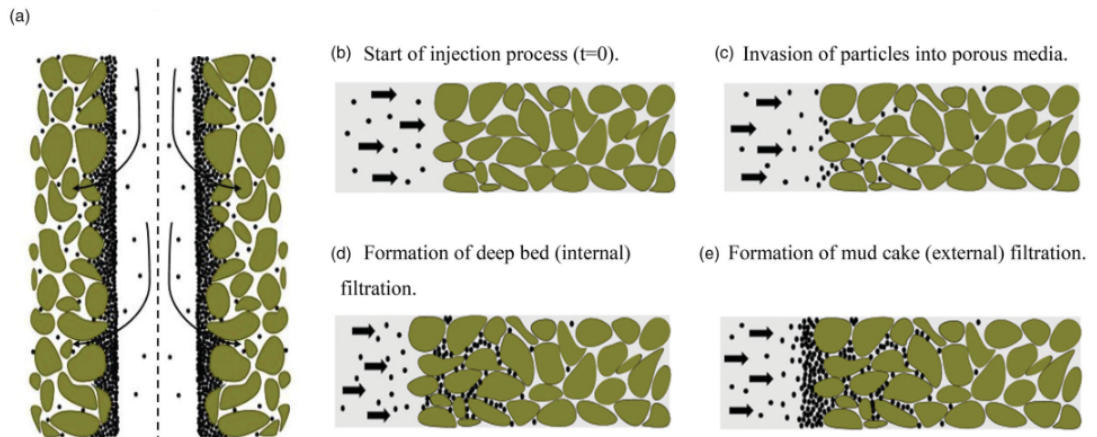 (a)
(b) Start of injection process (t=0).
(c) Invasion of particles into porous media.
(d) Formation of deep bed (internal)
filtration.
(e) Formation of mud cake (external) filtration.